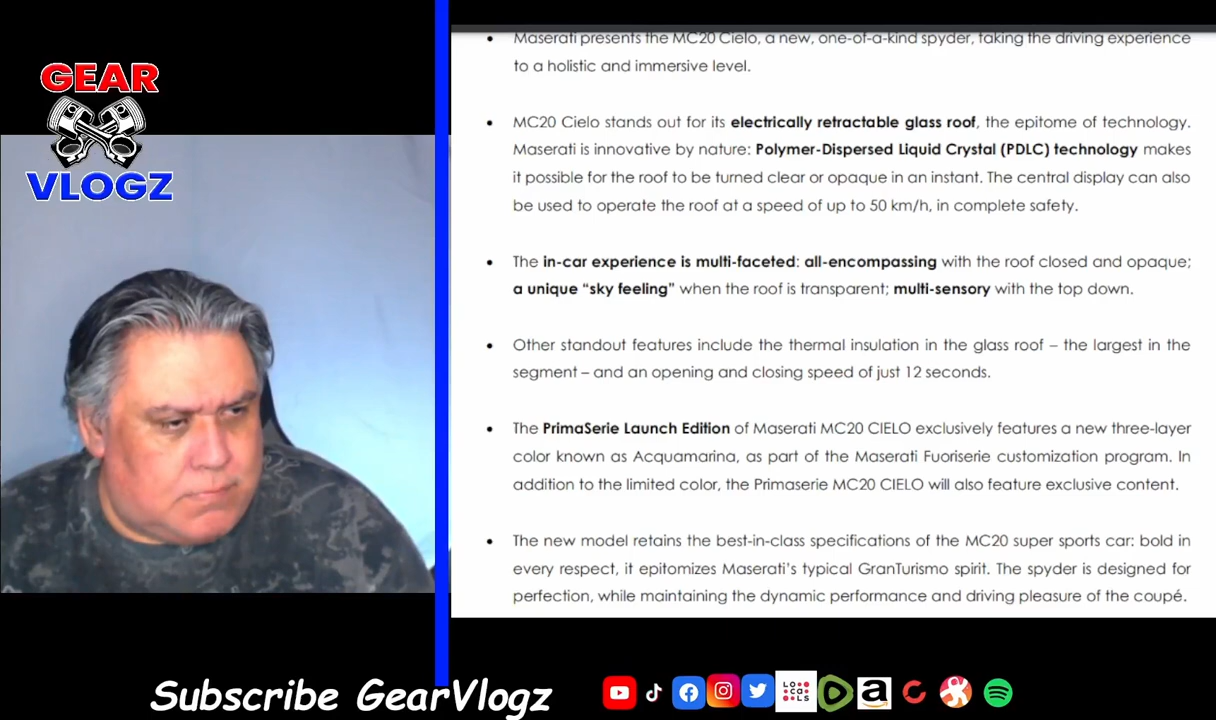 GEAR
VLOGZ
Maserati presents the MC20 Cielo, a new, one-of-a-kind spyder, taking the driving experience
to a holistic and immersive level.
MC20 Cielo stands out for its electrically retractable glass roof, the epitome of technology.
Maserati is innovative by nature: Polymer-Dispersed Liquid Crystal (PDLC) technology makes
it possible for the roof to be turned clear or opaque in an instant. The central display can also
be used to operate the roof at a speed of up to 50 km/h, in complete safety.
The in-car experience is multi-faceted: all-encompassing with the roof closed and opaque;
a unique “sky feeling” when the roof is transparent; multi-sensory with the top down.
Other standout features include the thermal insulation in the glass roof – the largest in the
segment – and an opening and closing speed of just 12 seconds.
The PrimaSerie Launch Edition of Maserati MC20 CIELO exclusively features a new three-layer
color known as Acquamarina, as part of the Maserati Fuoriserie customization program. In
addition to the limited color, the Primaserie MC20 CIELO will also feature exclusive content.
The new model retains the best-in-class specifications of the MC20 super sports car: bold in
every respect, it epitomizes Maserati’s typical GranTurismo spirit. The spyder is designed for
perfection, while maintaining the dynamic performance and driving pleasure of the coupé.
Subscribe GearVlogz
LOcaLS